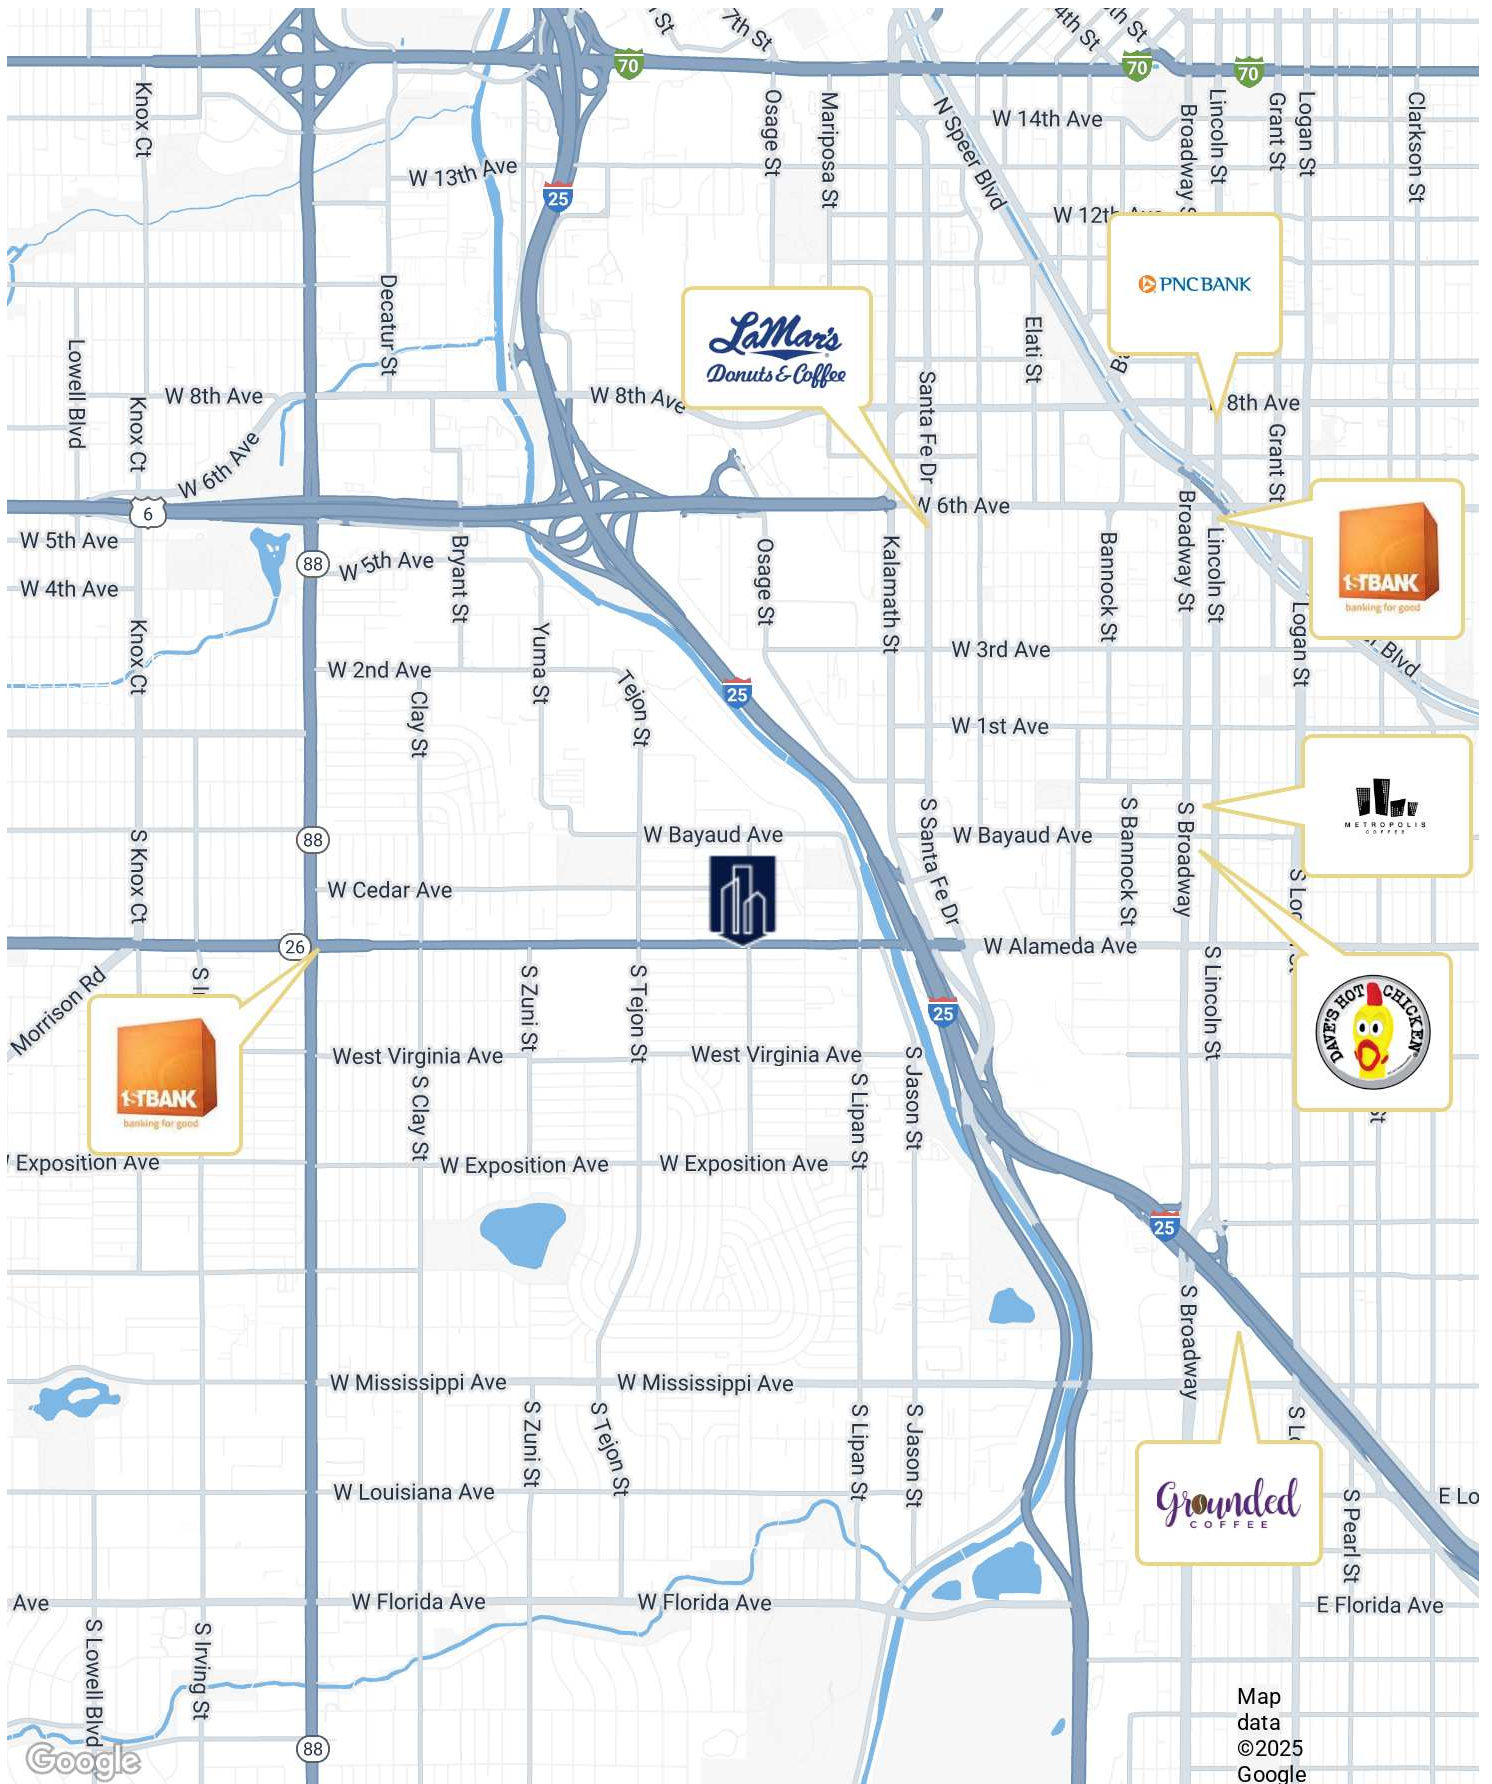 7th St
4th St
70
70
70
Knox Ct
Osage St
Mariposa St
N Speer Blvd
W 14th Ave
Broadway S
Lincoln St
Grant St
Logan St
Clarkson St
W 13th Ave
25
W 12th Ave
PNCBANK
Decatur St
LaMar's
Donuts & Coffee
Elati St
Lowell Blvd
Knox Ct
W 8th Ave
W 8th Ave
Santa Fe Dr
8th Ave
Grant St
W 6th Ave
6
W 6th Ave
W 5th Ave
W 4th Ave
88
W 5th Ave
Bryant St
Osage St
Kalamath St
Bannock St
Broadway St
Lincoln St
1STBANK
banking for good
Knox Ct
Yuma St
W 3rd Ave
Logan St
Blvd
W 2nd Ave
Clay St
Tejon St
25
W 1st Ave
METROPOLIS
COFFEE
S Knox Ct
88
W Bayaud Ave
S Santa Fe Dr
W Bayaud Ave
S Bannock St
S Broadway
W Cedar Ave
26
W Alameda Ave
Morrison Rd
S Zuni St
S Tejon St
25
S Lincoln St
DAVE'S HOT CHICKEN
1STBANK
banking for good
West Virginia Ave
West Virginia Ave
S Clay St
S Lipan St
S Jason St
St
Exposition Ave
W Exposition Ave
W Exposition Ave
25
S Broadway
W Mississippi Ave
W Mississippi Ave
S Zuni St
S Tejon St
S Lipan St
S Jason St
W Louisiana Ave
Grounded
COFFEE
S Pearl St
E Lo
Ave
W Florida Ave
W Florida Ave
E Florida Ave
S Lowell Blvd
S Irving St
88
Google
Map
data
©2025
Google